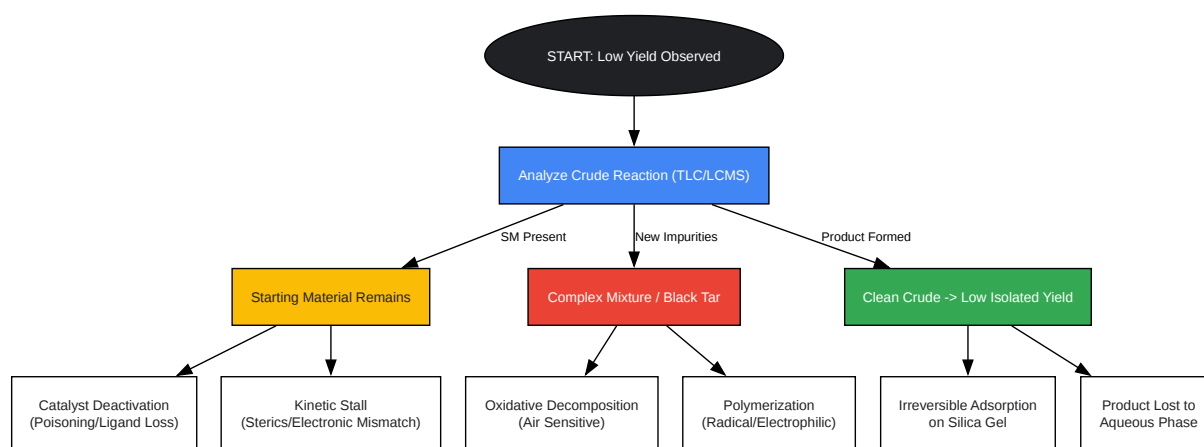 START: Low Yield Observed
Analyze Crude Reaction (TLC/LCMS)
SM Present
New Impurities
Product Formed
Starting Material Remains
Complex Mixture / Black Tar
Clean Crude -> Low Isolated Yield
Catalyst Deactivation
(Poisoning/Ligand Loss)
Kinetic Stall
(Sterics/Electronic Mismatch)
Oxidative Decomposition
(Air Sensitive)
Polymerization
(Radical/Electrophilic)
Irreversible Adsorption
on Silica Gel
Product Lost to
Aqueous Phase